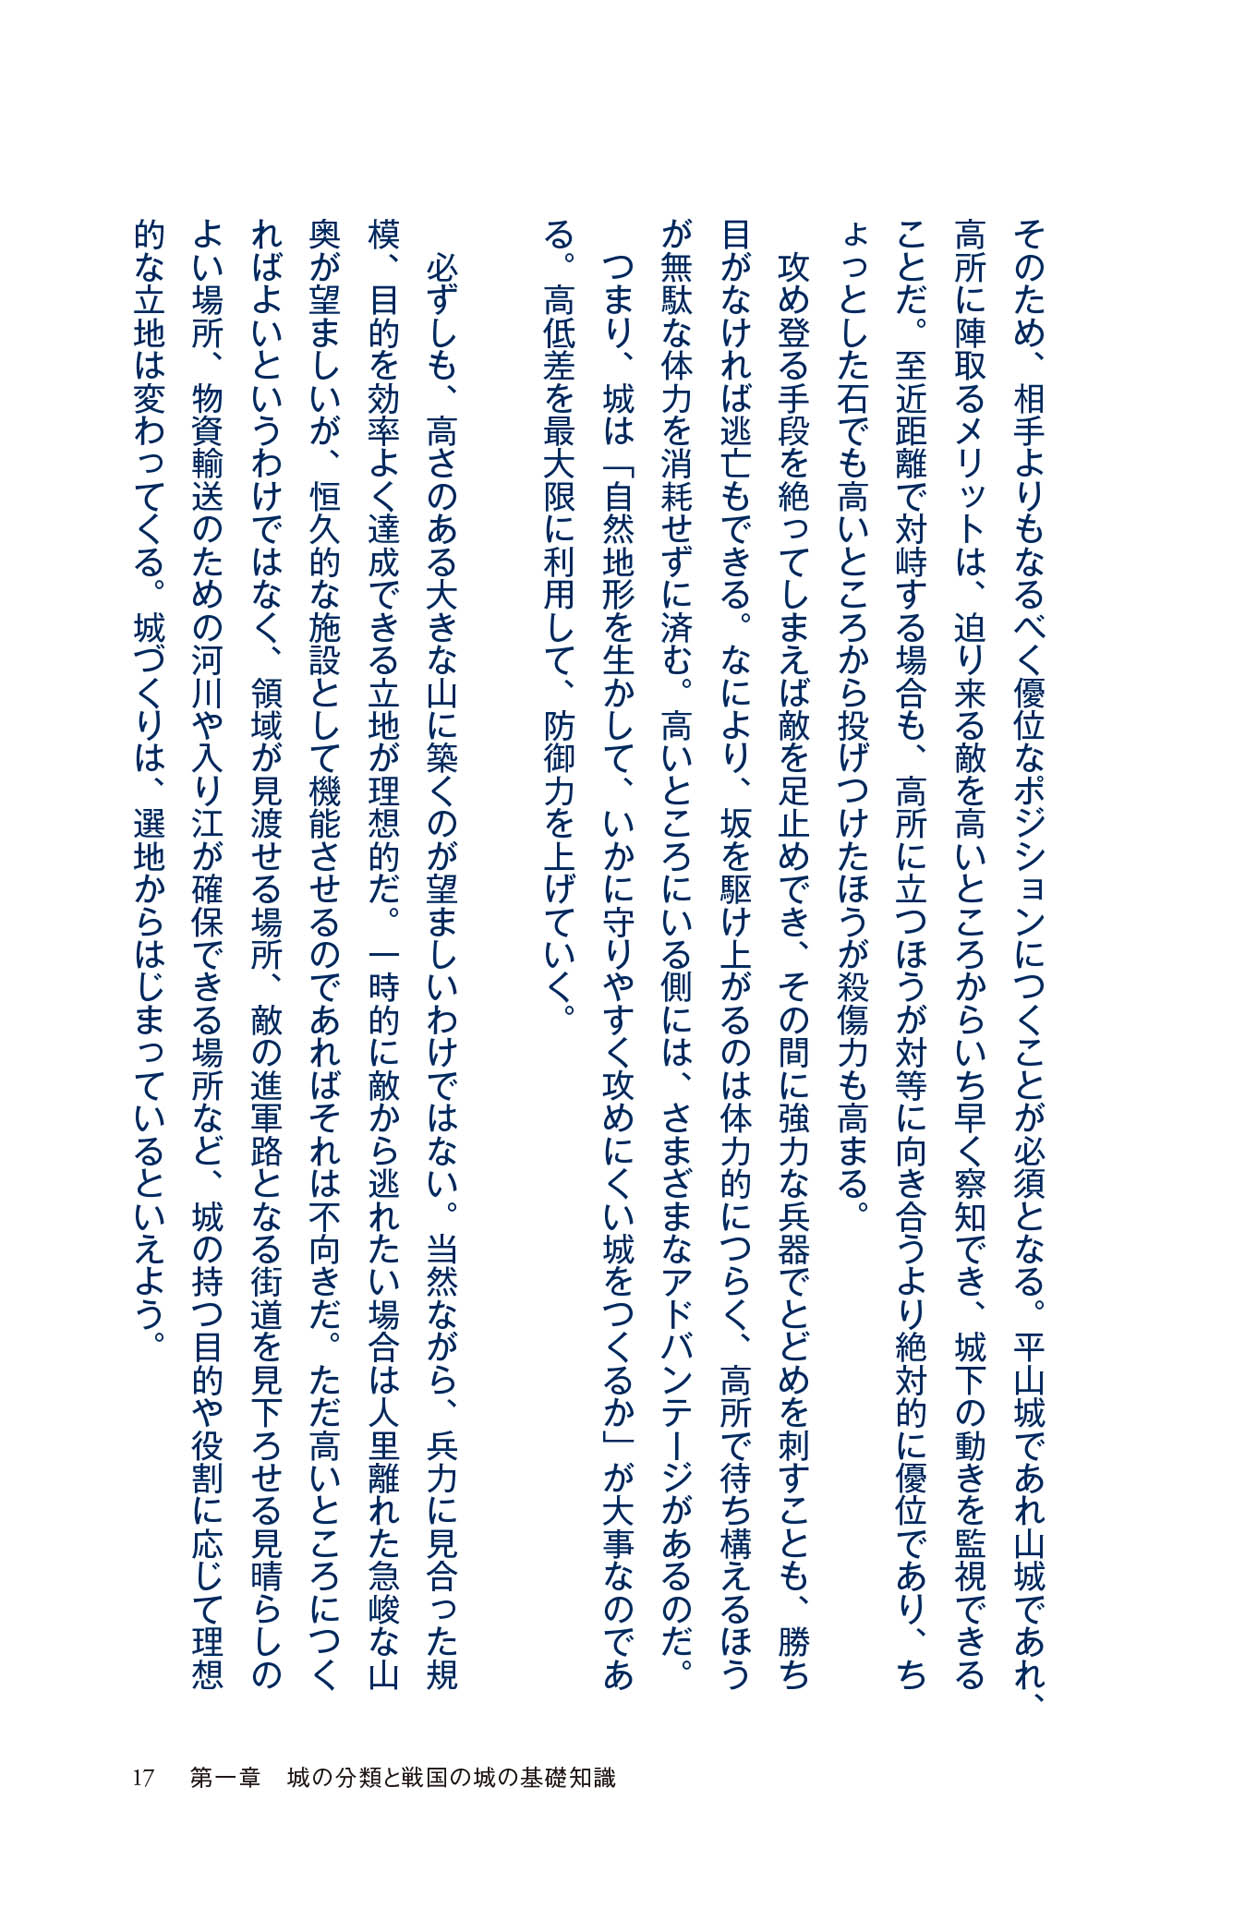 そのため、相手よりもなるべく優位なポジションにつくことが必須となる。平山城であれ山城であれ、
高所に陣取るメリットは、迫り来る敵を高いところからいち早く察知でき、城下の動きを監視できる
ことだ。至近距離で対峙する場合も、高所に立つほうが対等に向き合うより絶対的に優位であり、ち
ょっとした石でも高いところから投げつけたほうが殺傷力も高まる。
　攻め登る手段を絶ってしまえば敵を足止めでき、その間に強力な兵器でとどめを刺すことも、勝ち
目がなければ逃亡もできる。なにより、坂を駆け上がるのは体力的につらく、高所で待ち構えるほう
が無駄な体力を消耗せずに済む。高いところにいる側には、さまざまなアドバンテージがあるのだ。
　つまり、城は「自然地形を生かして、いかに守りやすく攻めにくい城をつくるか」が大事なのであ
る。高低差を最大限に利用して、防御力を上げていく。
　必ずしも、高さのある大きな山に築くのが望ましいわけではない。当然ながら、兵力に見合った規
模、目的を効率よく達成できる立地が理想的だ。一時的に敵から逃れたい場合は人里離れた急峻な山
奥が望ましいが、恒久的な施設として機能させるのであればそれは不向きだ。ただ高いところにつく
ればよいというわけではなく、領域が見渡せる場所、敵の進軍路となる街道を見下ろせる見晴らしの
よい場所、物資輸送のための河川や入り江が確保できる場所など、城の持つ目的や役割に応じて理想
的な立地は変わってくる。城づくりは、選地からはじまっているといえよう。
17　第一章　城の分類と戦国の城の基礎知識